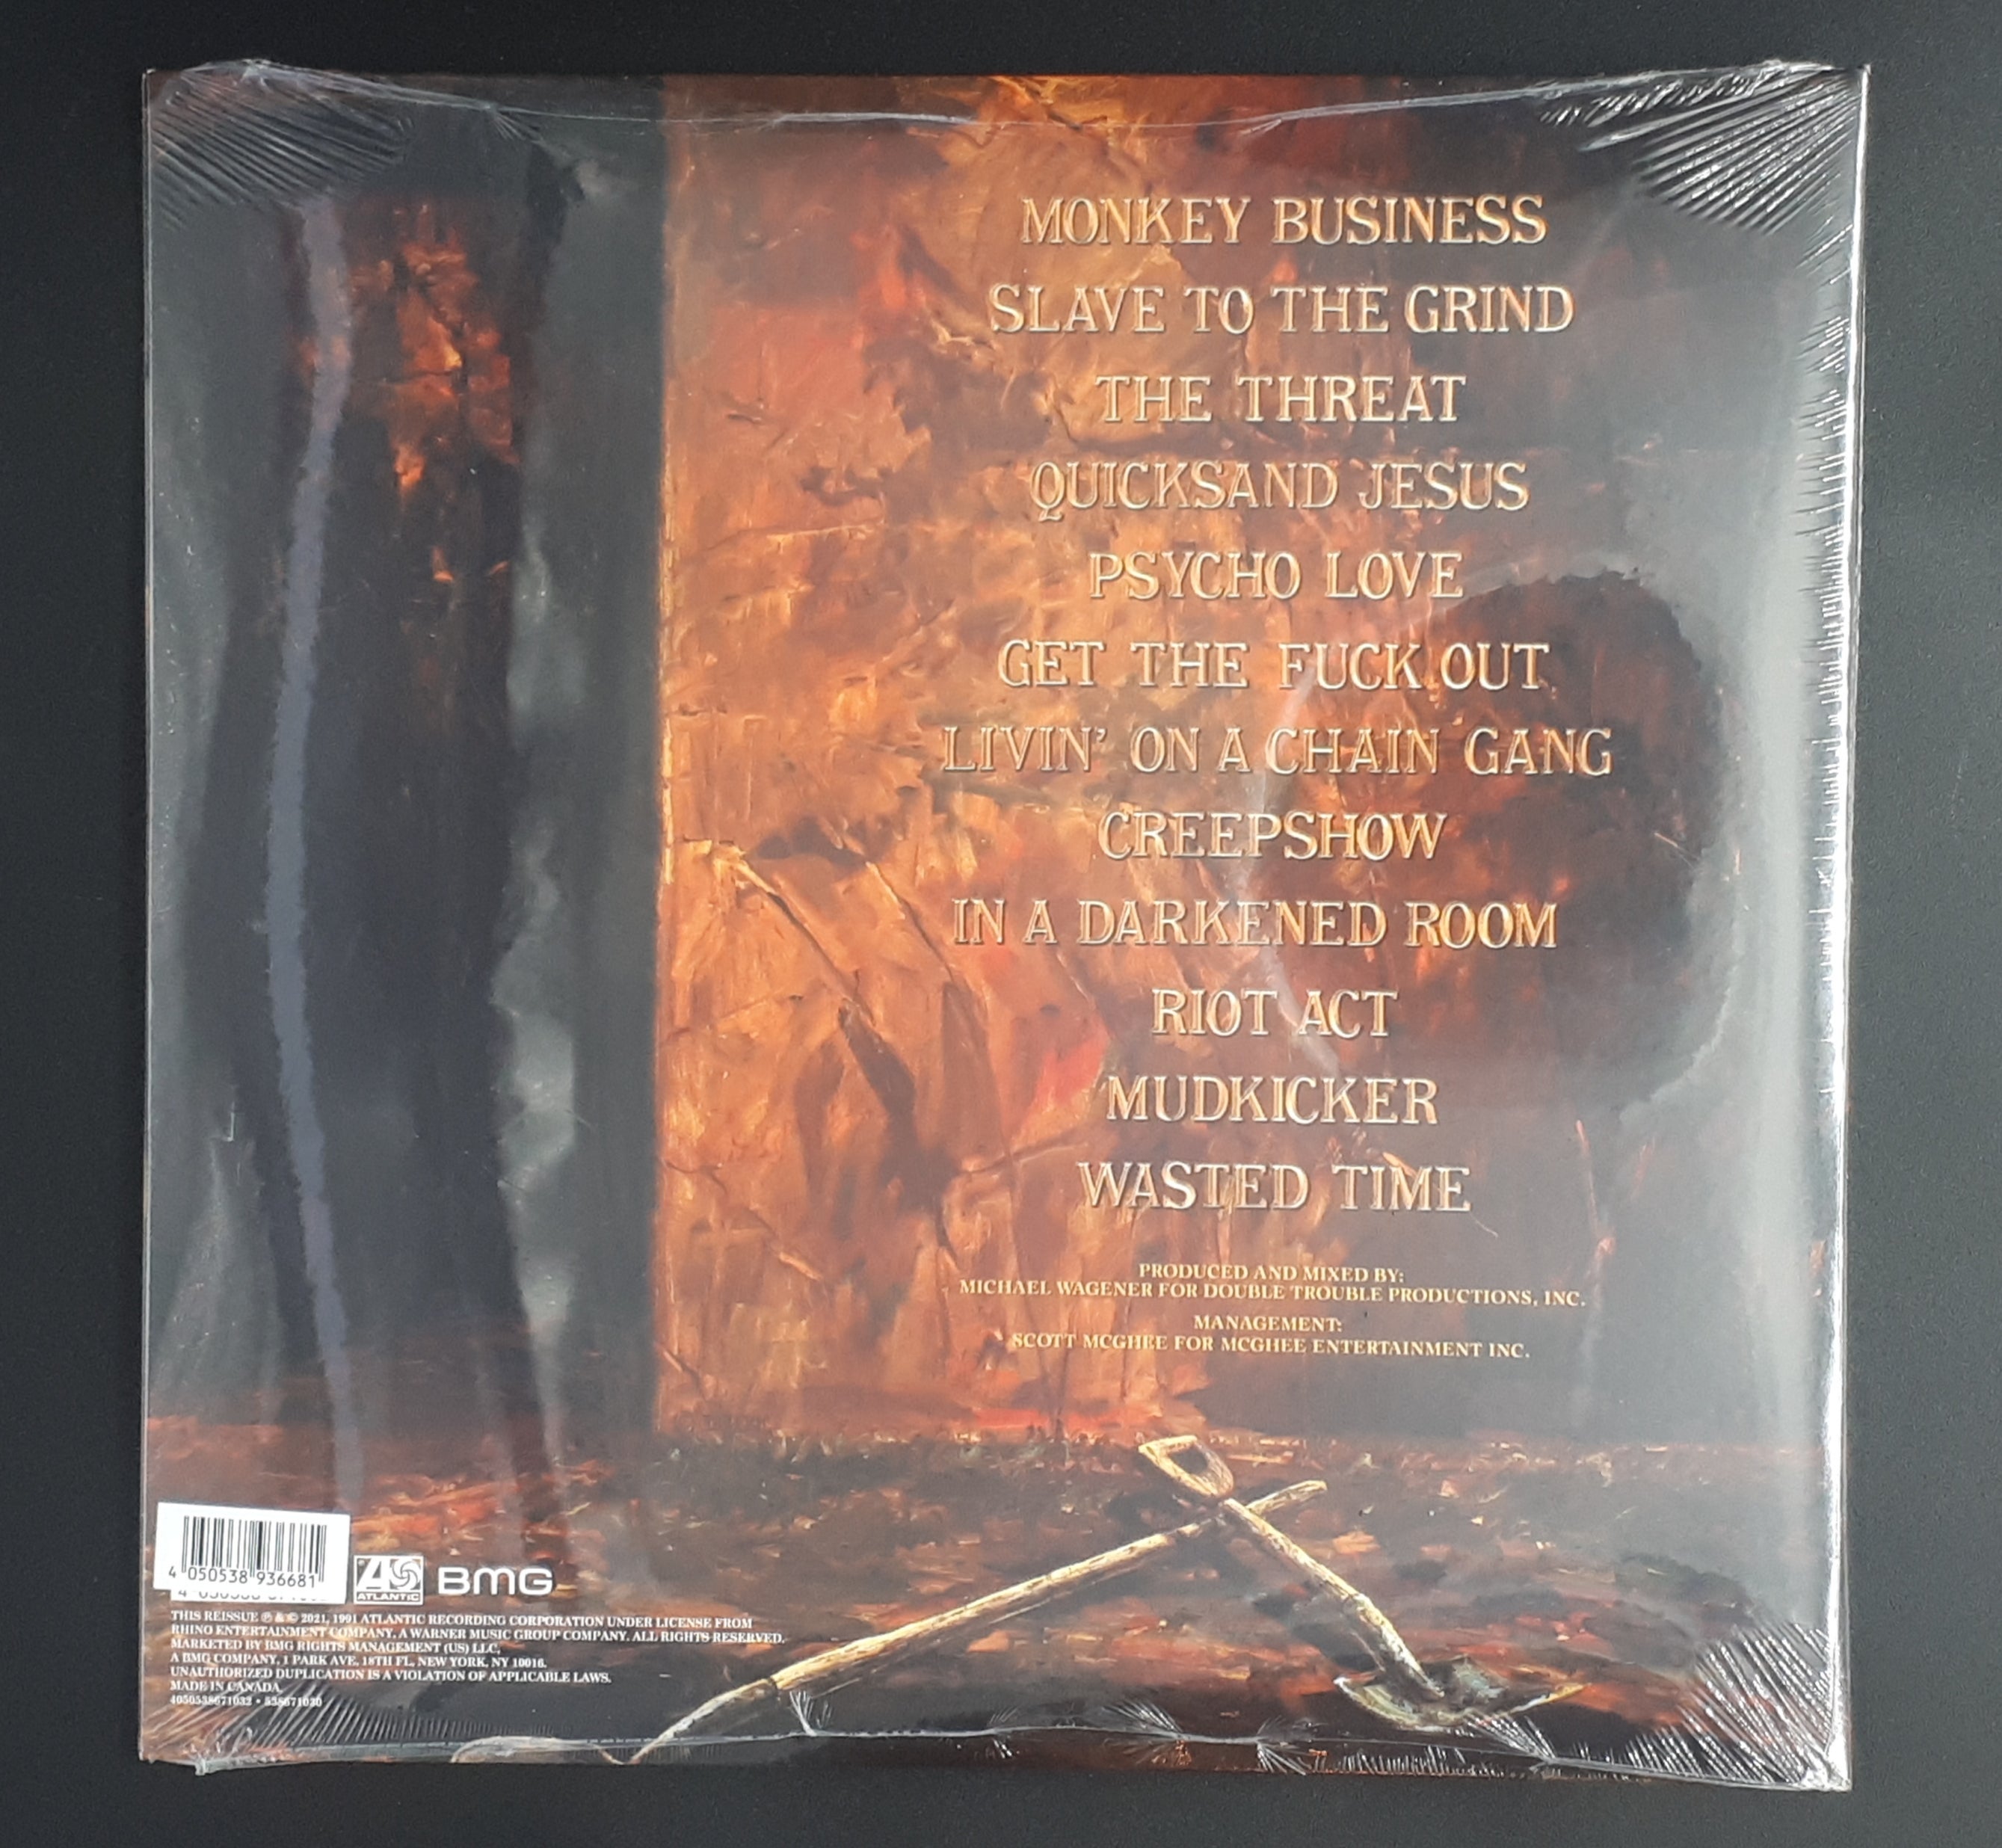 MONKEY BUSINESS
SLAVE TO THE GRIND
THE THREAT
QUICKSAND JESUS
PSYCHO LOVE
GET THE FUCK OUT
LIVIN' ON A CHAIN GANG
CREEPSHOW
IN A DARKENED ROOM
RIOT ACT
MUDKICKER
WASTED TIME
PRODUCED AND MIXED BY:
MICHAEL WAGENER FOR DOUBLE TROUBLE PRODUCTIONS, INC.
MANAGEMENT:
SCOTT MCGHEE FOR MCGHEE ENTERTAINMENT INC.
4 050538 936681
ATLANTIC
BMG
THIS REISSUE ℗ & © 2021, 1991 ATLANTIC RECORDING CORPORATION UNDER LICENSE FROM
RHINO ENTERTAINMENT COMPANY, A WARNER MUSIC GROUP COMPANY. ALL RIGHTS RESERVED.
MARKETED BY BMG RIGHTS MANAGEMENT (US) LLC,
A BMG COMPANY, 1 PARK AVE, 18TH FL, NEW YORK, NY 10016.
UNAUTHORIZED DUPLICATION IS A VIOLATION OF APPLICABLE LAWS.
MADE IN CANADA.
4050538671032 • 538671030